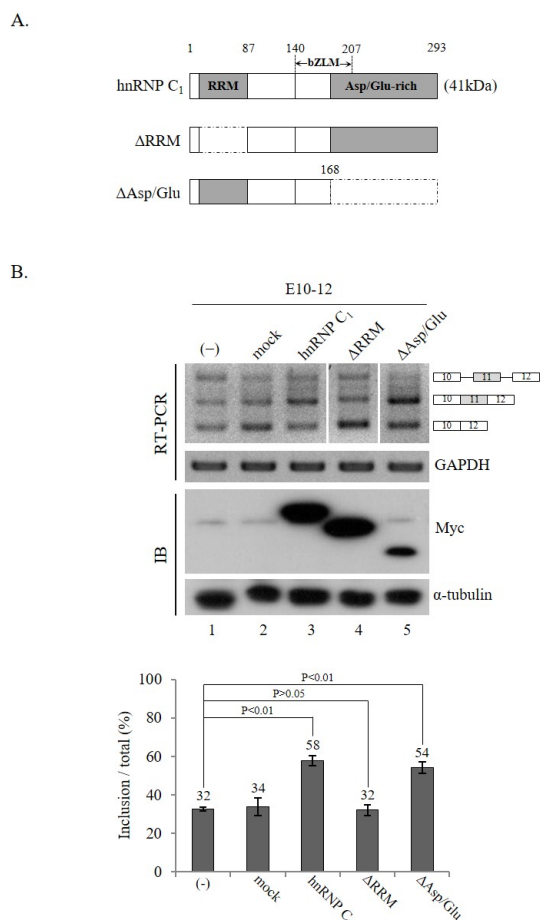 A.
1 87 140 207 293
bZLM
hnRNP C₁ RRM Asp/Glu-rich (41kDa)
ΔRRM
168
ΔAsp/Glu
B.
E10-12
(−) mock hnRNP C₁ ΔRRM ΔAsp/Glu
RT-PCR
10 11 12
10 11 12
10 12
GAPDH
IB
Myc
α-tubulin
1 2 3 4 5
Inclusion / total (%)
100
80
60
40
20
0
P<0.01
P>0.05
P<0.01
32 34 58 32 54
(-) mock hnRNP C ΔRRM ΔAsp/Glu